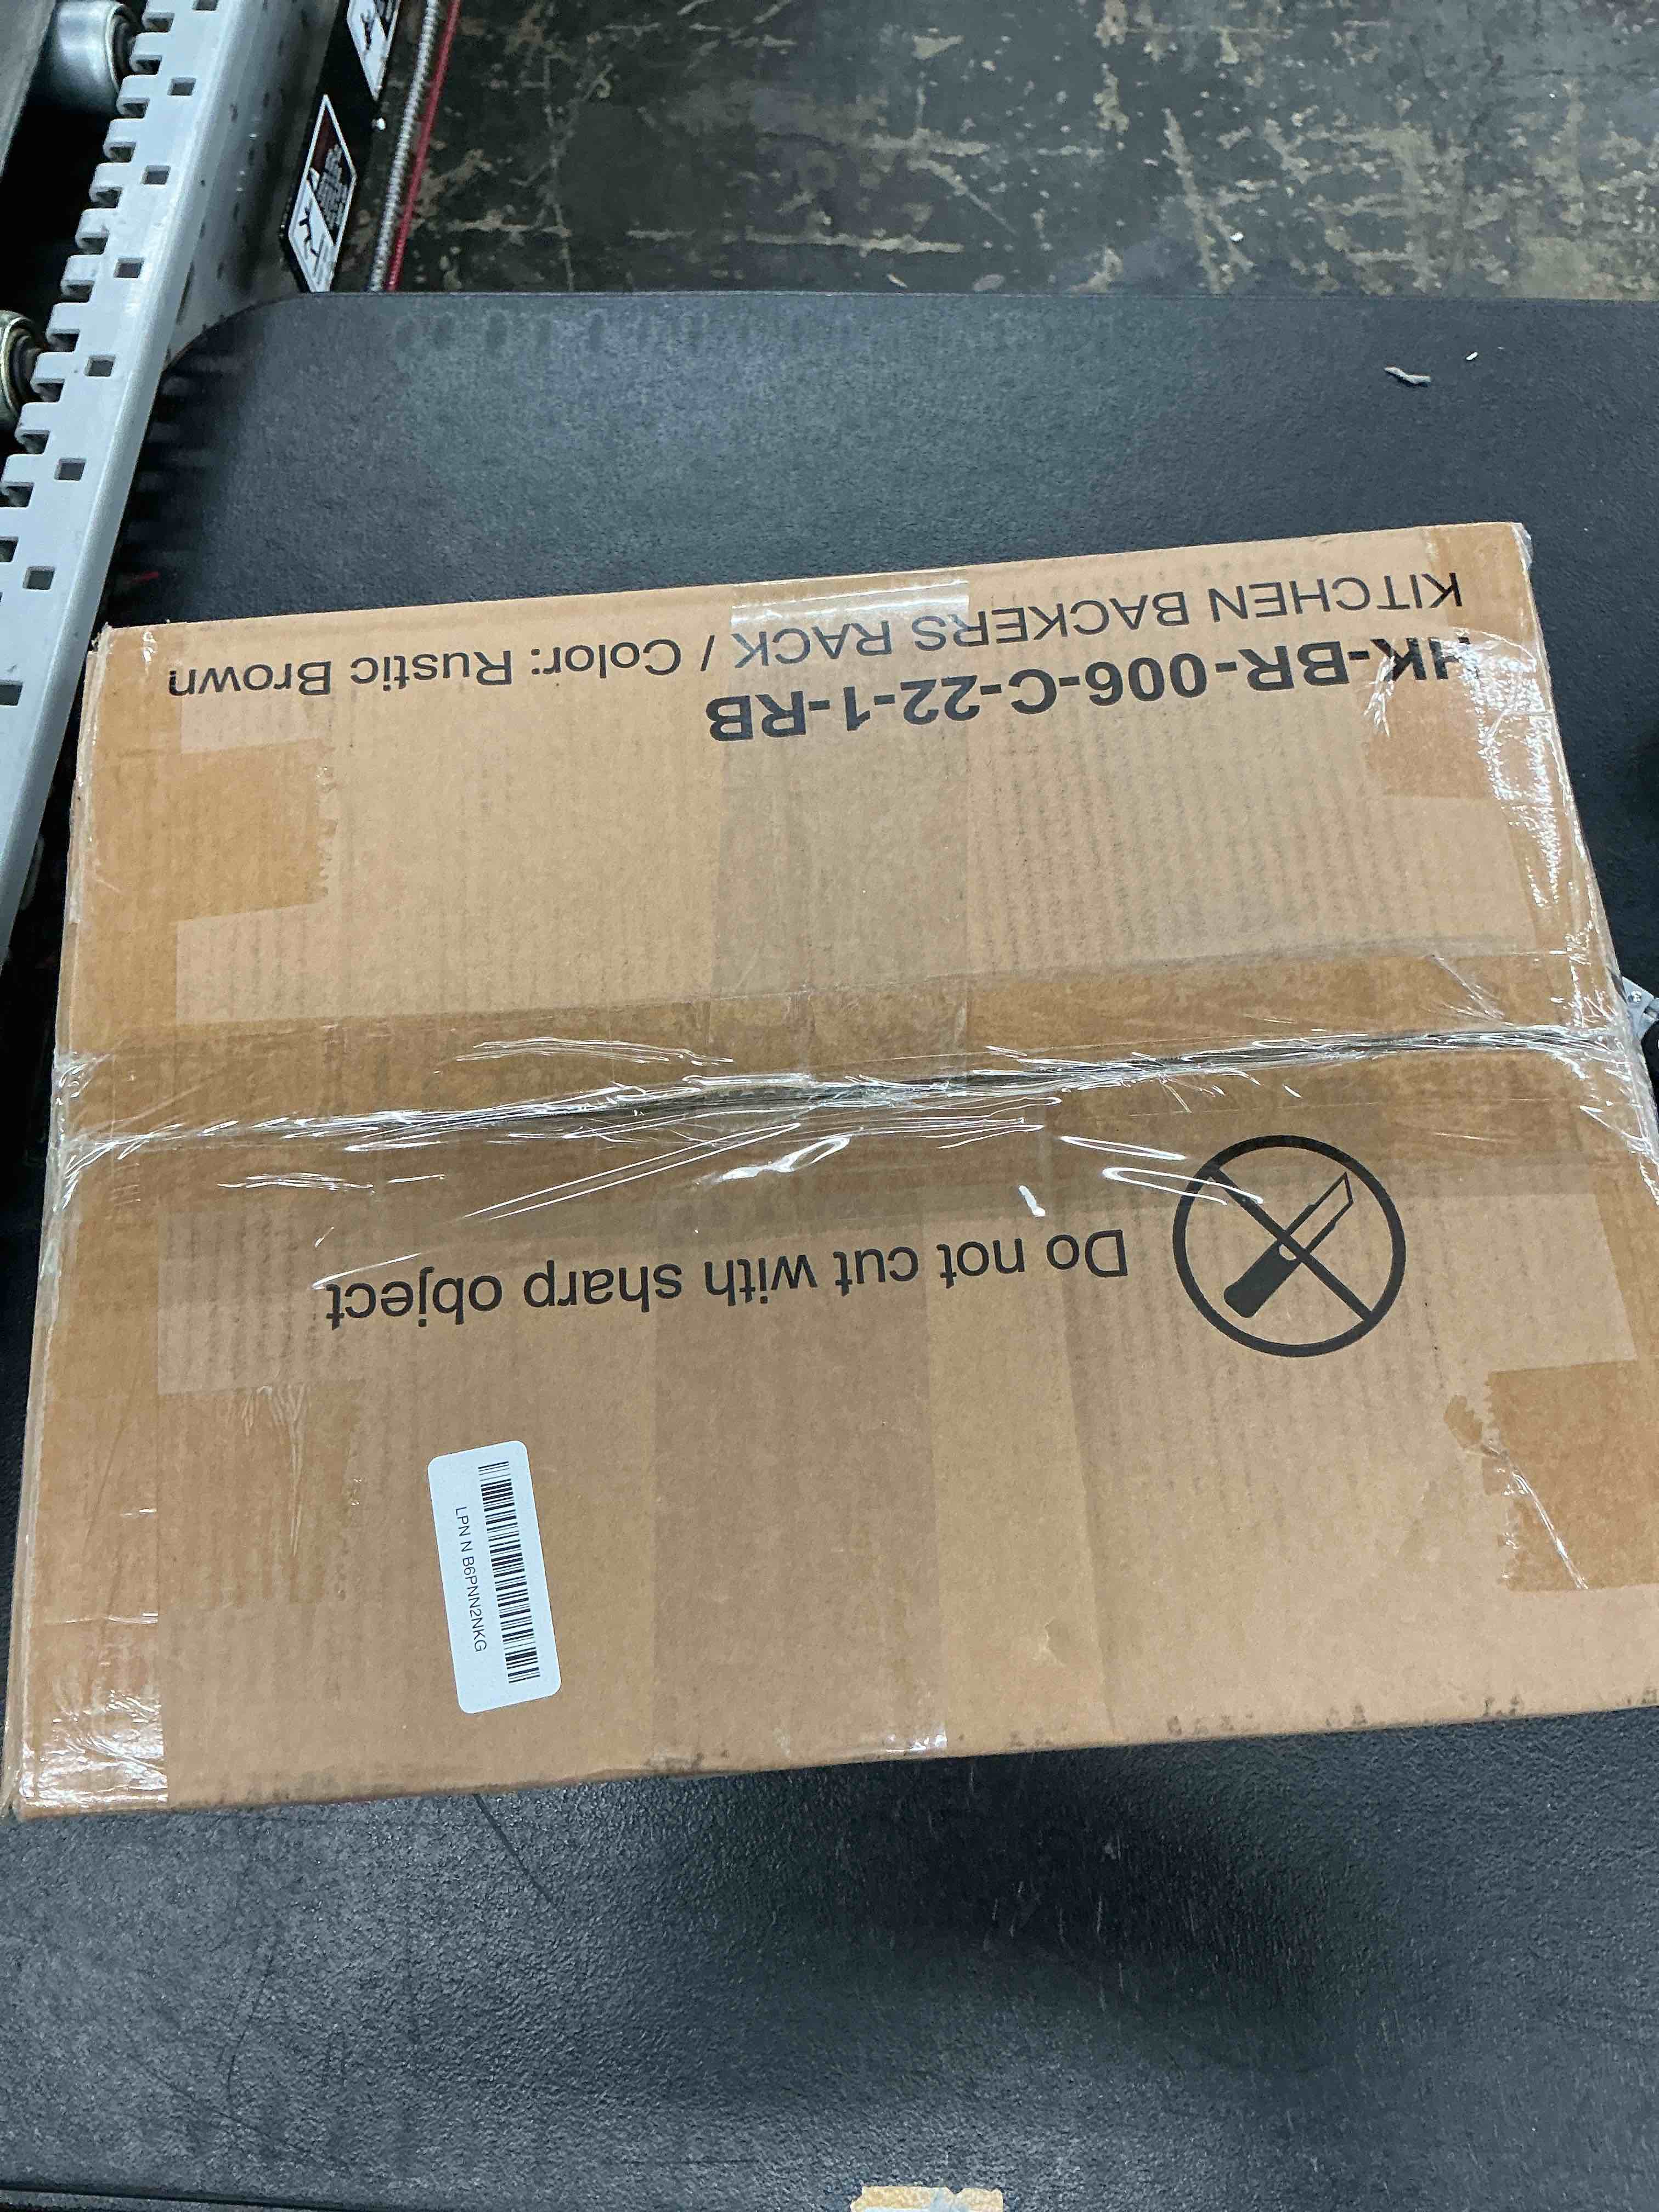 HK-BR-006-C-22-1-RB
KITCHEN BACKERS RACK / Color: Rustic Brown
Do not cut with sharp object
LPN N B6PNN2NKG